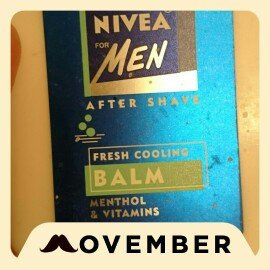 NIVEA
FOR
MEN
AFTER SHAVE
FRESH COOLING
BALM
MENTHOL
& VITAMINS
MOVEMBER